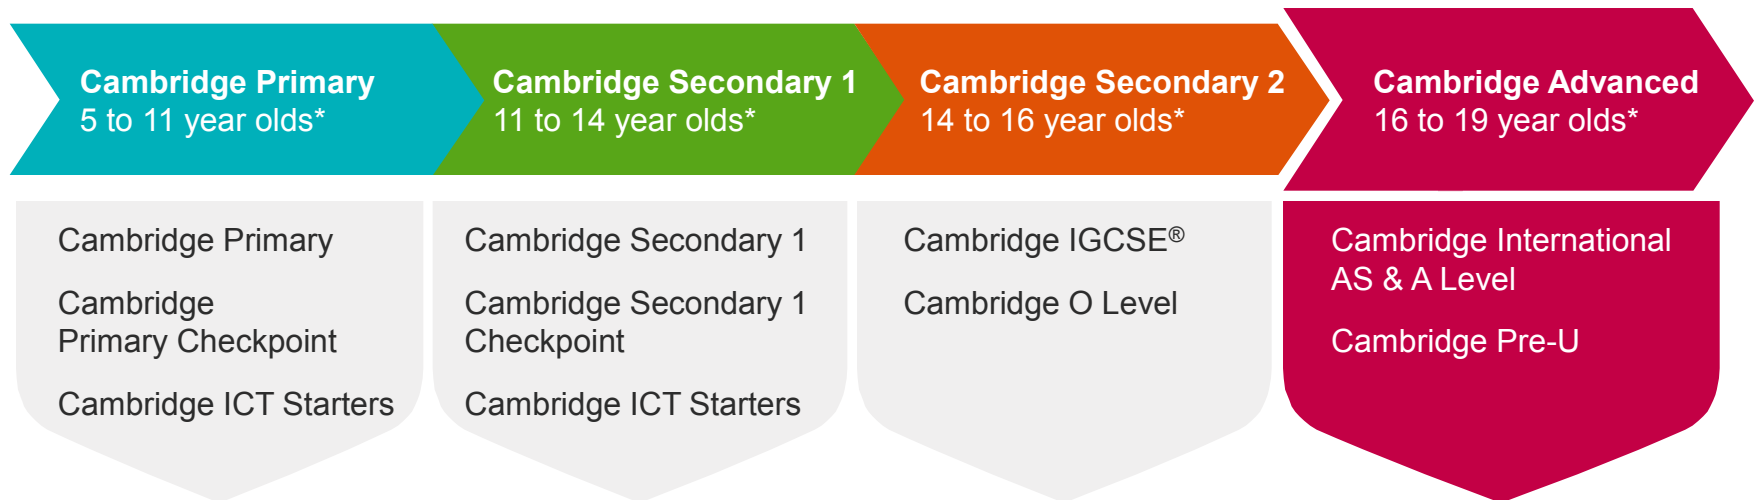 Cambridge Primary
5 to 11 year olds*
Cambridge Secondary 1
11 to 14 year olds*
Cambridge Secondary 2
14 to 16 year olds*
Cambridge Advanced
16 to 19 year olds*
Cambridge Primary
Cambridge
Primary Checkpoint
Cambridge ICT Starters
Cambridge Secondary 1
Cambridge Secondary 1
Checkpoint
Cambridge ICT Starters
Cambridge IGCSE®
Cambridge O Level
Cambridge International
AS & A Level
Cambridge Pre-U